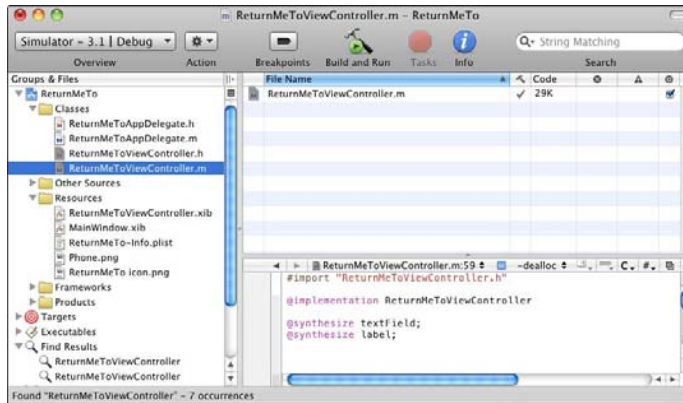 ReturnMeToViewController.m – ReturnMeTo
Simulator – 3.1 | Debug
String Matching
Overview
Action
Breakpoints
Build and Run
Tasks
Info
Search
Groups & Files
File Name
Code
ReturnMeTo
ReturnMeToViewController.m
29K
Classes
ReturnMeToAppDelegate.h
ReturnMeToAppDelegate.m
ReturnMeToViewController.h
ReturnMeToViewController.m
Other Sources
Resources
ReturnMeToViewController.xib
MainWindow.xib
ReturnMeTo-Info.plist
Phone.png
ReturnMeTo icon.png
Frameworks
Products
Targets
Executables
Find Results
ReturnMeToViewController
ReturnMeToViewController
ReturnMeToViewController.m:59
-dealloc
C
#
#import "ReturnMeToViewController.h"
@implementation ReturnMeToViewController
@synthesize textField;
@synthesize label;
Found "ReturnMeToViewController" – 7 occurrences